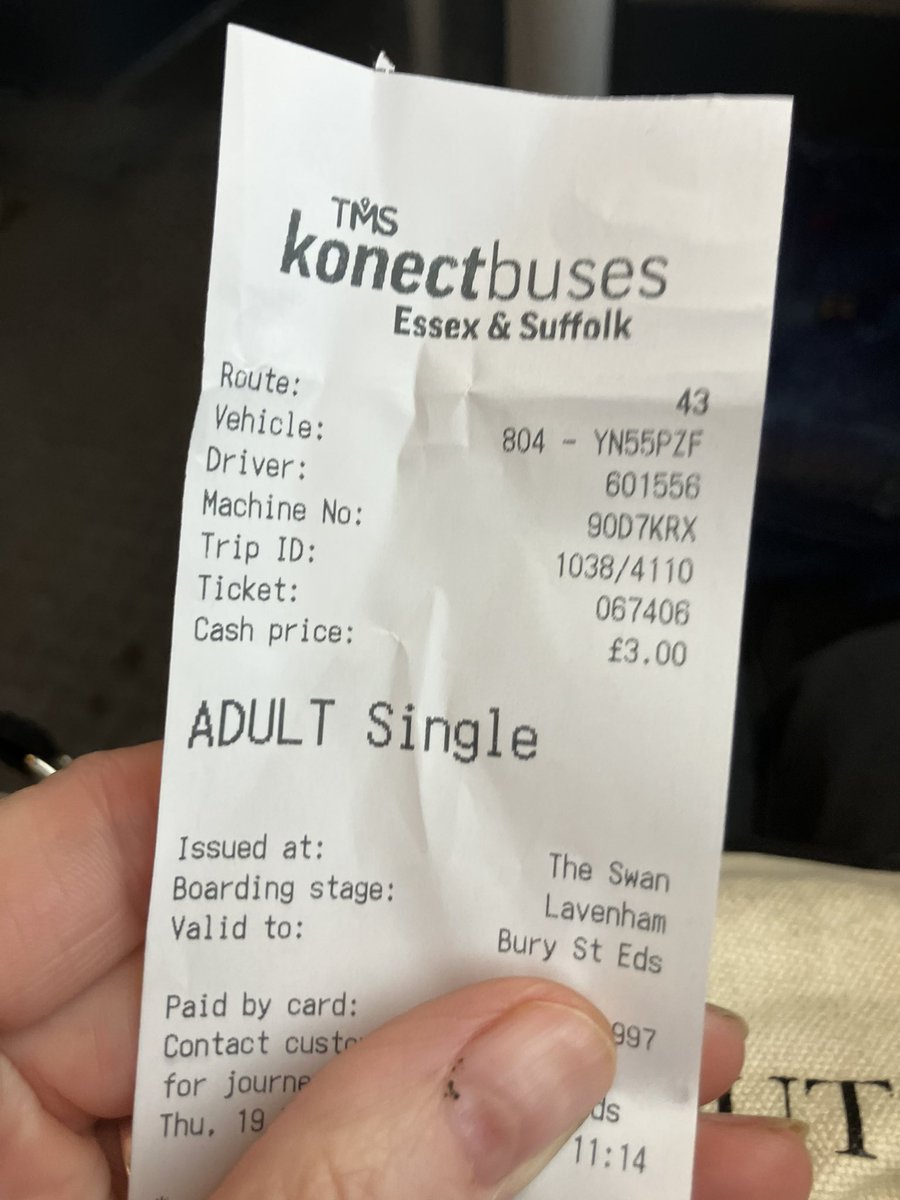 TMS
konectbuses
Essex & Suffolk
Route: 43
Vehicle: 804 - YN55PZF
Driver: 601556
Machine No: 90D7KRX
Trip ID: 1038/4110
Ticket: 067406
Cash price: £3.00
ADULT Single
Issued at: The Swan
Boarding stage: Lavenham
Valid to: Bury St Eds
Paid by card: 997
Contact
for
Thu, 19 11:14
UT